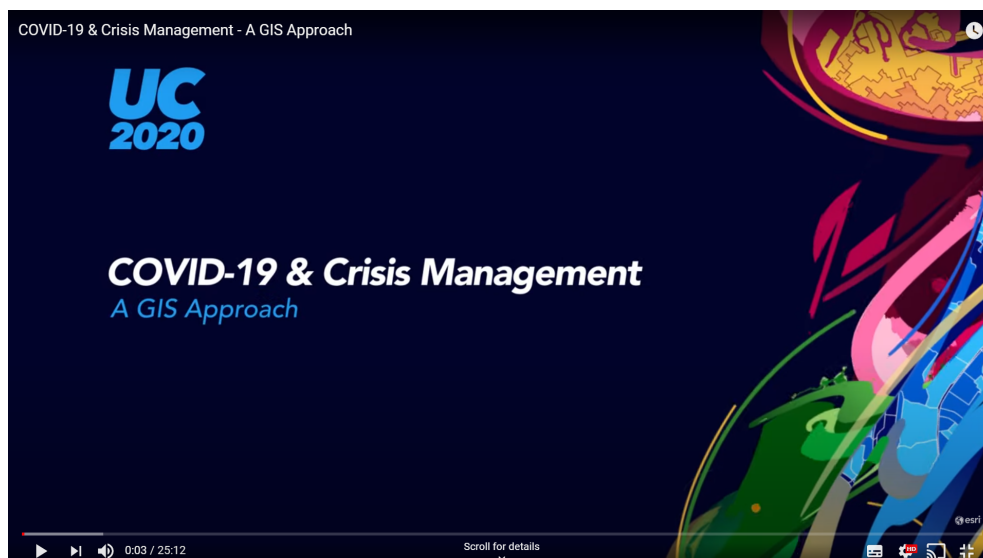 COVID-19 & Crisis Management - A GIS Approach
UC
2020
COVID-19 & Crisis Management
A GIS Approach
esri
0:03 / 25:12
Scroll for details
HD